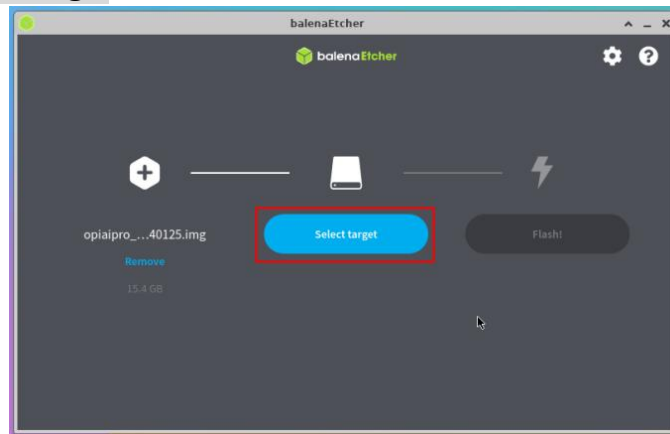 balenaEtcher
balenaEtcher
opiaipro_...40125.img
Select target
Flash!
Remove
15.4 GB